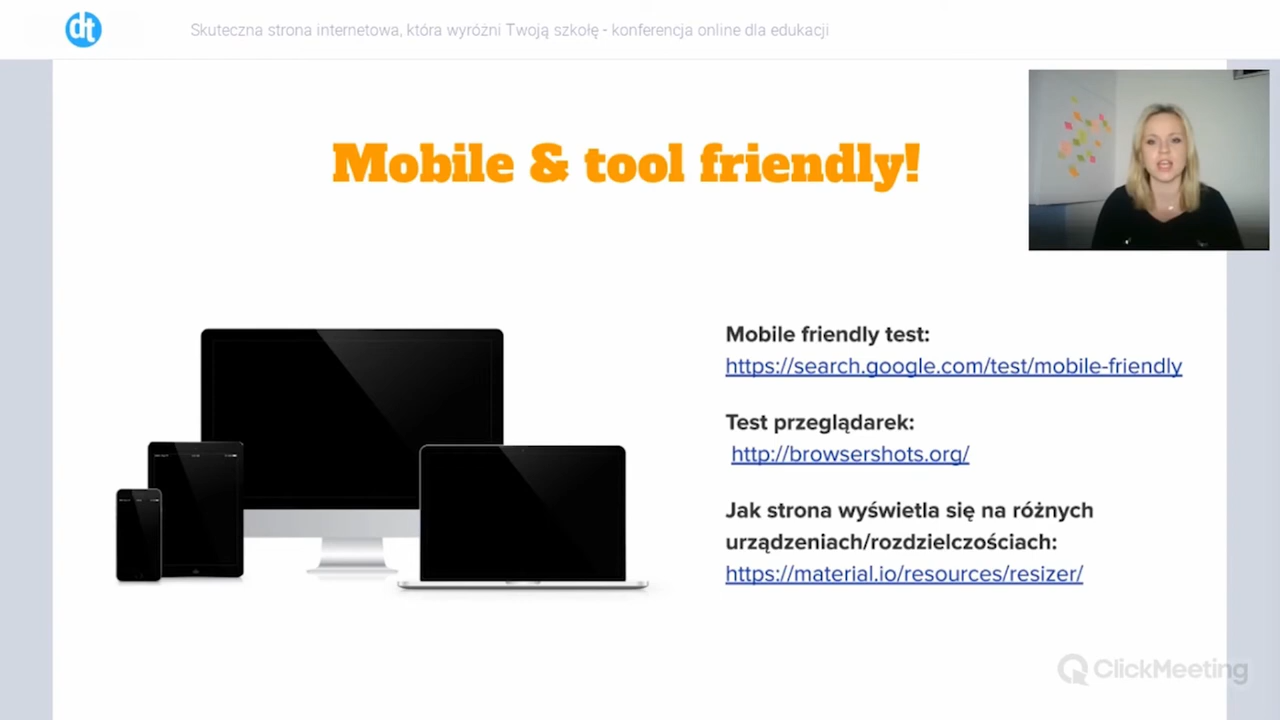 dt
Skuteczna strona internetowa, która wyróżni Twoją szkołę - konferencja online dla edukacji
Mobile & tool friendly!
Mobile friendly test:
https://search.google.com/test/mobile-friendly
Test przeglądarek:
http://browsershots.org/
Jak strona wyświetla się na różnych
urządzeniach/rozdzielczościach:
https://material.io/resources/resizer/
ClickMeeting